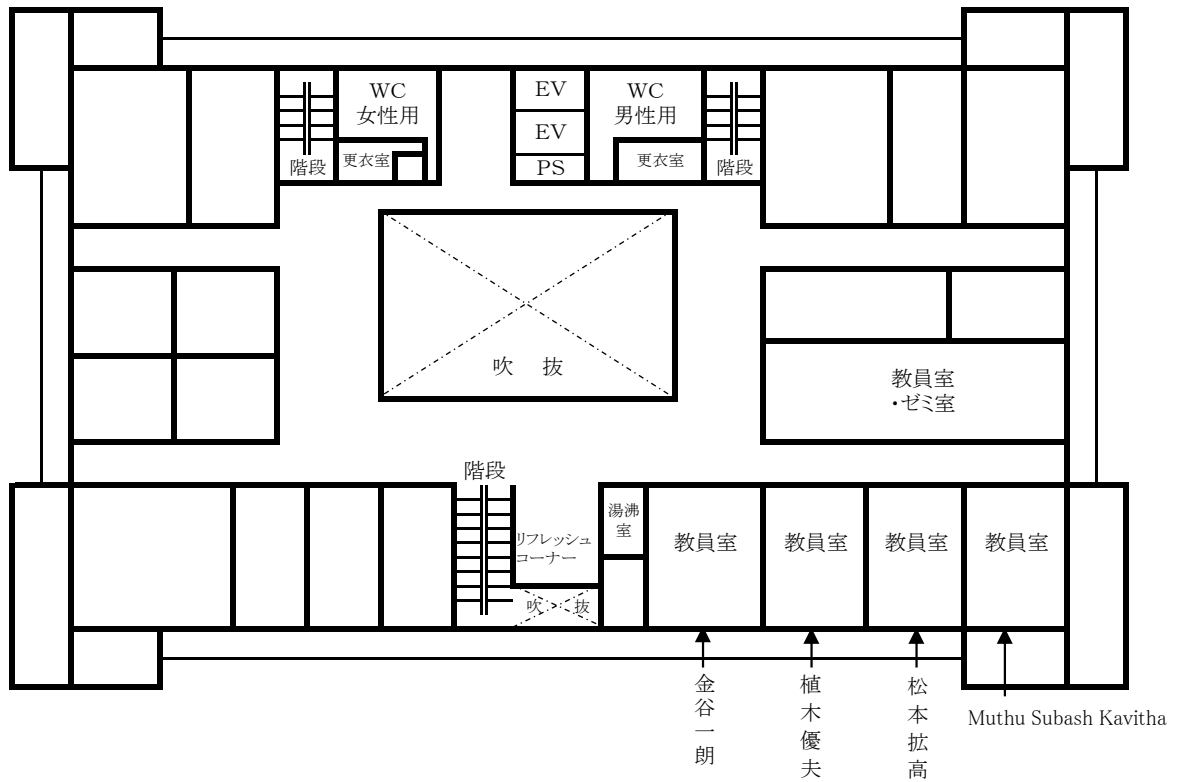 WC
女性用
EV
EV
PS
WC
男性用
階段
更衣室
更衣室
階段
吹 抜
教員室
・ゼミ室
階段
リフレッシュ
コーナー
吹 抜
湯沸
室
教員室
教員室
教員室
教員室
金谷一朗
植木優夫
松本拡高
Muthu Subash Kavitha